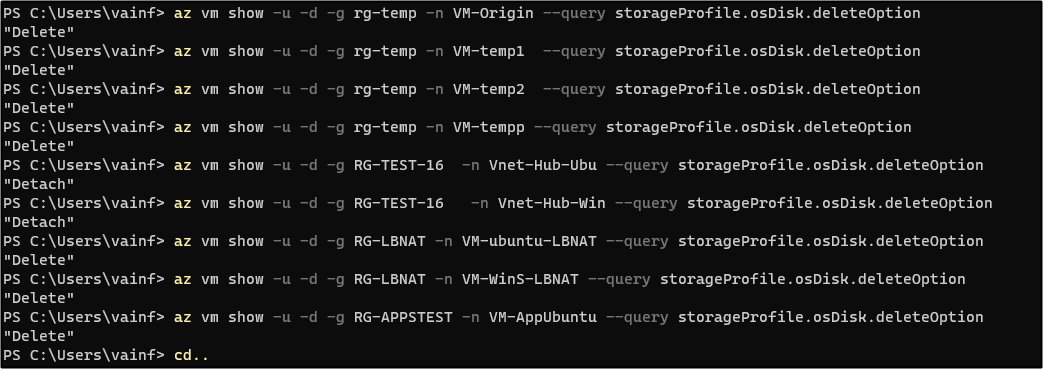 PS C:\Users\vainf> az vm show -u -d -g rg-temp -n VM-Origin --query storageProfile.osDisk.deleteOption
"Delete"
PS C:\Users\vainf> az vm show -u -d -g rg-temp -n VM-temp1  --query storageProfile.osDisk.deleteOption
"Delete"
PS C:\Users\vainf> az vm show -u -d -g rg-temp -n VM-temp2  --query storageProfile.osDisk.deleteOption
"Delete"
PS C:\Users\vainf> az vm show -u -d -g rg-temp -n VM-tempp --query storageProfile.osDisk.deleteOption
"Delete"
PS C:\Users\vainf> az vm show -u -d -g RG-TEST-16  -n Vnet-Hub-Ubu --query storageProfile.osDisk.deleteOption
"Detach"
PS C:\Users\vainf> az vm show -u -d -g RG-TEST-16   -n Vnet-Hub-Win --query storageProfile.osDisk.deleteOption
"Detach"
PS C:\Users\vainf> az vm show -u -d -g RG-LBNAT -n VM-ubuntu-LBNAT --query storageProfile.osDisk.deleteOption
"Delete"
PS C:\Users\vainf> az vm show -u -d -g RG-LBNAT -n VM-WinS-LBNAT --query storageProfile.osDisk.deleteOption
"Delete"
PS C:\Users\vainf> az vm show -u -d -g RG-APPSTEST -n VM-AppUbuntu --query storageProfile.osDisk.deleteOption
"Delete"
PS C:\Users\vainf> cd..